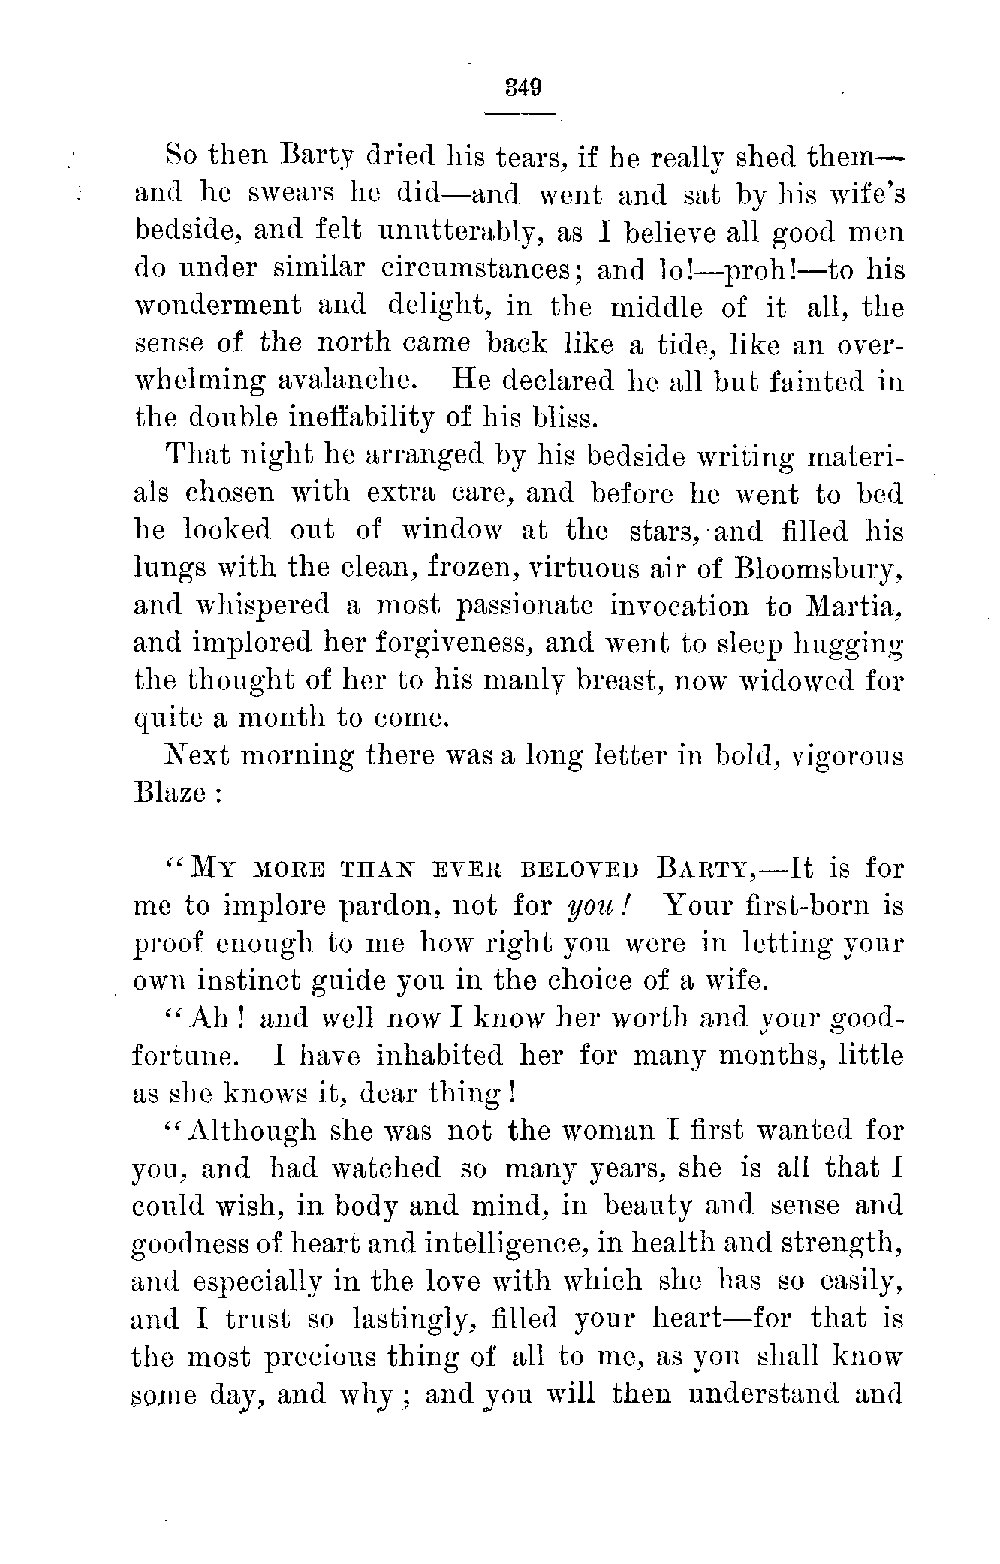 349
So then Barty dried his tears, if he really shed them—
and he swears he did—and went and sat by his wife's
bedside, and felt unutterably, as I believe all good men
do under similar circumstances; and lo!—proh!—to his
wonderment and delight, in the middle of it all, the
sense of the north came back like a tide, like an over-
whelming avalanche. He declared he all but fainted in
the double ineffability of his bliss.
That night he arranged by his bedside writing materi-
als chosen with extra care, and before he went to bed
he looked out of window at the stars, and filled his
lungs with the clean, frozen, virtuous air of Bloomsbury,
and whispered a most passionate invocation to Martia,
and implored her forgiveness, and went to sleep hugging
the thought of her to his manly breast, now widowed for
quite a month to come.
Next morning there was a long letter in bold, vigorous
Blaze :
“MY MORE THAN EVER BELOVED BARTY,—It is for
me to implore pardon, not for you! Your first-born is
proof enough to me how right you were in letting your
own instinct guide you in the choice of a wife.
“Ah! and well now I know her worth and your good-
fortune. I have inhabited her for many months, little
as she knows it, dear thing!
“Although she was not the woman I first wanted for
you, and had watched so many years, she is all that I
could wish, in body and mind, in beauty and sense and
goodness of heart and intelligence, in health and strength,
and especially in the love with which she has so easily,
and I trust so lastingly, filled your heart—for that is
the most precious thing of all to me, as you shall know
some day, and why; and you will then understand and